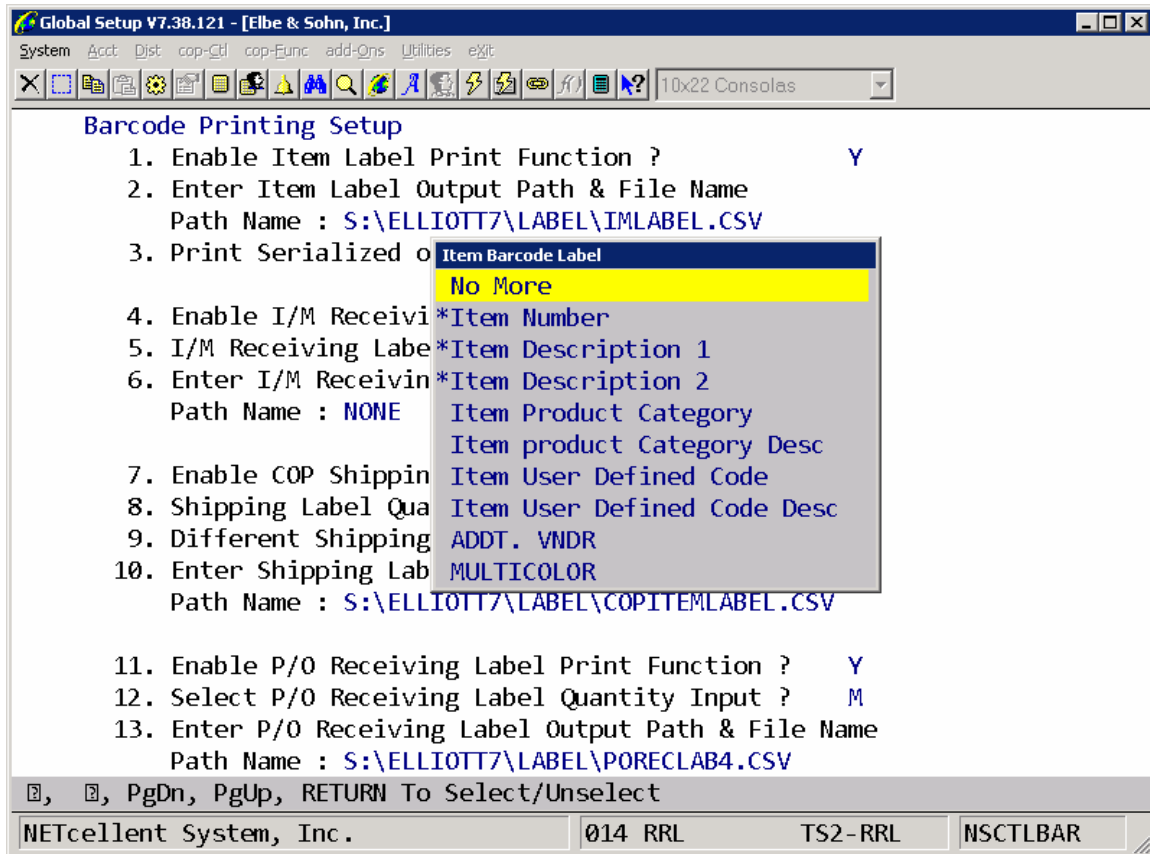 Global Setup V7.38.121 - [Elbe & Sohn, Inc.]
System Acct Dist cop-Ctl cop-Func add-Ons Utilities eXit
10x22 Consolas
Barcode Printing Setup
1. Enable Item Label Print Function ? Y
2. Enter Item Label Output Path & File Name
Path Name : S:\ELLIOTT7\LABEL\IMLABEL.CSV
3. Print Serialized o
Item Barcode Label
No More
4. Enable I/M Receivi
*Item Number
5. I/M Receiving Labe
*Item Description 1
6. Enter I/M Receivin
*Item Description 2
Path Name : NONE
Item Product Category
Item product Category Desc
7. Enable COP Shippin
Item User Defined Code
8. Shipping Label Qua
Item User Defined Code Desc
9. Different Shipping
ADDT. VNDR
10. Enter Shipping Lab
MULTICOLOR
Path Name : S:\ELLIOTT7\LABEL\COPITEMLABEL.CSV
11. Enable P/O Receiving Label Print Function ? Y
12. Select P/O Receiving Label Quantity Input ? M
13. Enter P/O Receiving Label Output Path & File Name
Path Name : S:\ELLIOTT7\LABEL\PORECLAB4.CSV
⍰, ⍰, PgDn, PgUp, RETURN To Select/Unselect
NETcellent System, Inc. 014 RRL TS2-RRL NSCTLBAR